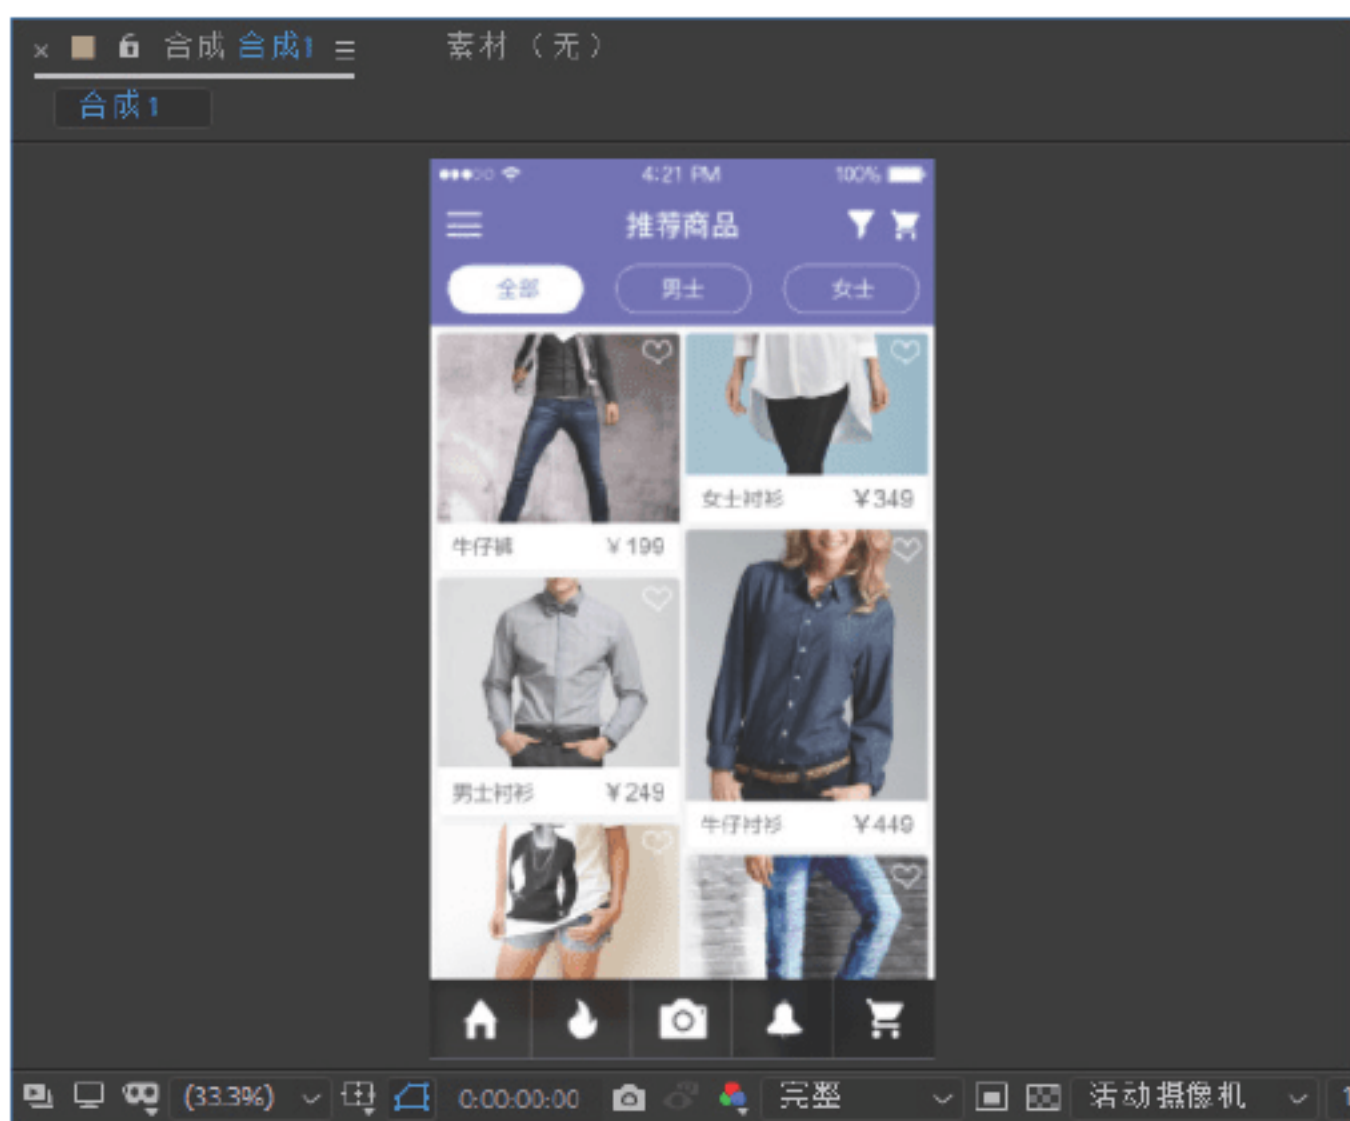 合成 合成1 素材（无）
合成1
4:21 PM 100%
推荐商品
全部 男士 女士
女士衬衫 ¥349
牛仔裤 ¥199
男士衬衫 ¥249
牛仔衬衫 ¥449
(33.3%) 0:00:00:00 完整 活动摄像机 1